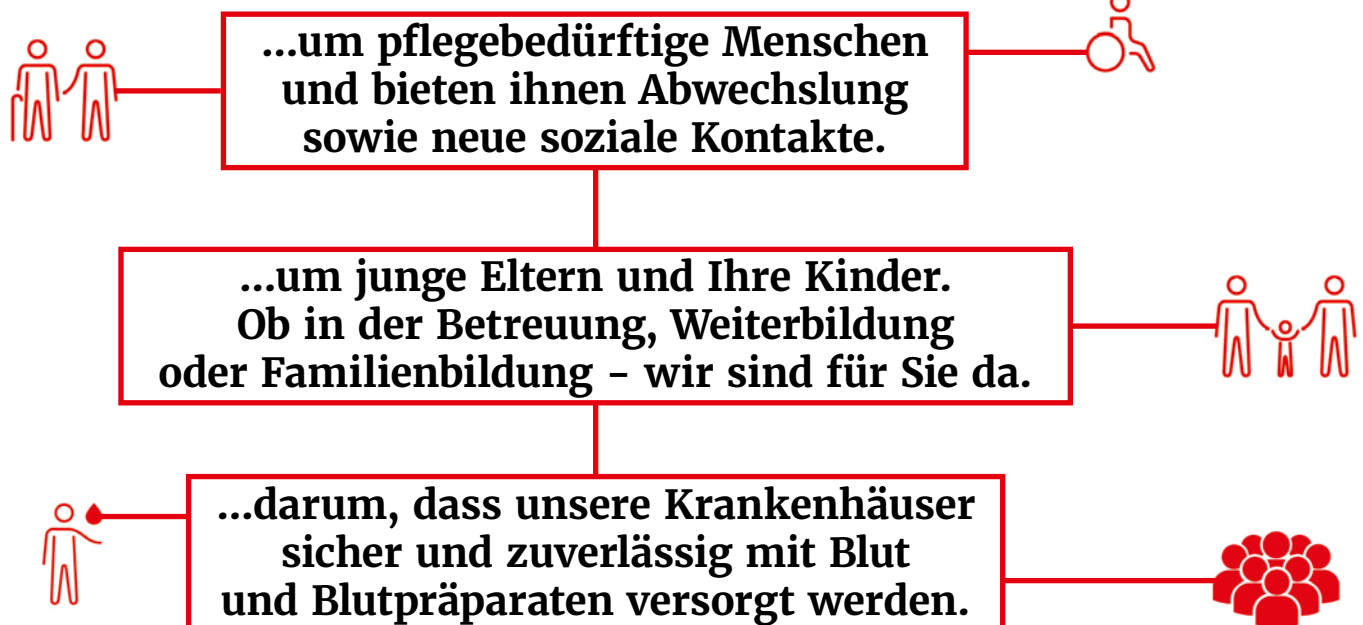 ...um pflegebedürftige Menschen
und bieten ihnen Abwechslung
sowie neue soziale Kontakte.
...um junge Eltern und Ihre Kinder.
Ob in der Betreuung, Weiterbildung
oder Familienbildung – wir sind für Sie da.
...darum, dass unsere Krankenhäuser
sicher und zuverlässig mit Blut
und Blutpräparaten versorgt werden.